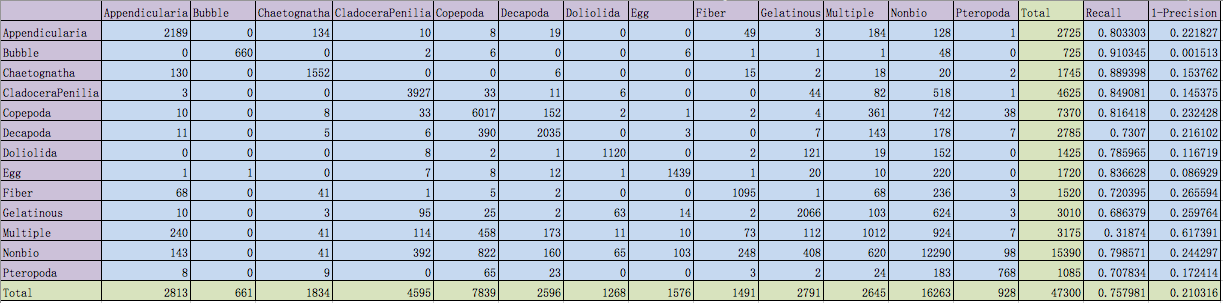 Appendicularia Bubble Chaetognatha CladoceraPenilia Copepoda Decapoda Doliolida Egg Fiber Gelatinous Multiple Nonbio Pteropoda Total Recall 1-Precision
Appendicularia 2189 0 134 10 8 19 0 0 49 3 184 128 1 2725 0.803303 0.221827
Bubble 0 660 0 2 6 0 0 6 1 1 1 48 0 725 0.910345 0.001513
Chaetognatha 130 0 1552 0 0 6 0 0 15 2 18 20 2 1745 0.889398 0.153762
CladoceraPenilia 3 0 0 3927 33 11 6 0 0 44 82 518 1 4625 0.849081 0.145375
Copepoda 10 0 8 33 6017 152 2 1 2 4 361 742 38 7370 0.816418 0.232428
Decapoda 11 0 5 6 390 2035 0 3 0 7 143 178 7 2785 0.7307 0.216102
Doliolida 0 0 0 8 2 1 1120 0 2 121 19 152 0 1425 0.785965 0.116719
Egg 1 1 0 7 8 12 1 1439 1 20 10 220 0 1720 0.836628 0.086929
Fiber 68 0 41 1 5 2 0 0 1095 1 68 236 3 1520 0.720395 0.265594
Gelatinous 10 0 3 95 25 2 63 14 2 2066 103 624 3 3010 0.686379 0.259764
Multiple 240 0 41 114 458 173 11 10 73 112 1012 924 7 3175 0.31874 0.617391
Nonbio 143 0 41 392 822 160 65 103 248 408 620 12290 98 15390 0.798571 0.244297
Pteropoda 8 0 9 0 65 23 0 0 3 2 24 183 768 1085 0.707834 0.172414
Total 2813 661 1834 4595 7839 2596 1268 1576 1491 2791 2645 16263 928 47300 0.757981 0.210316